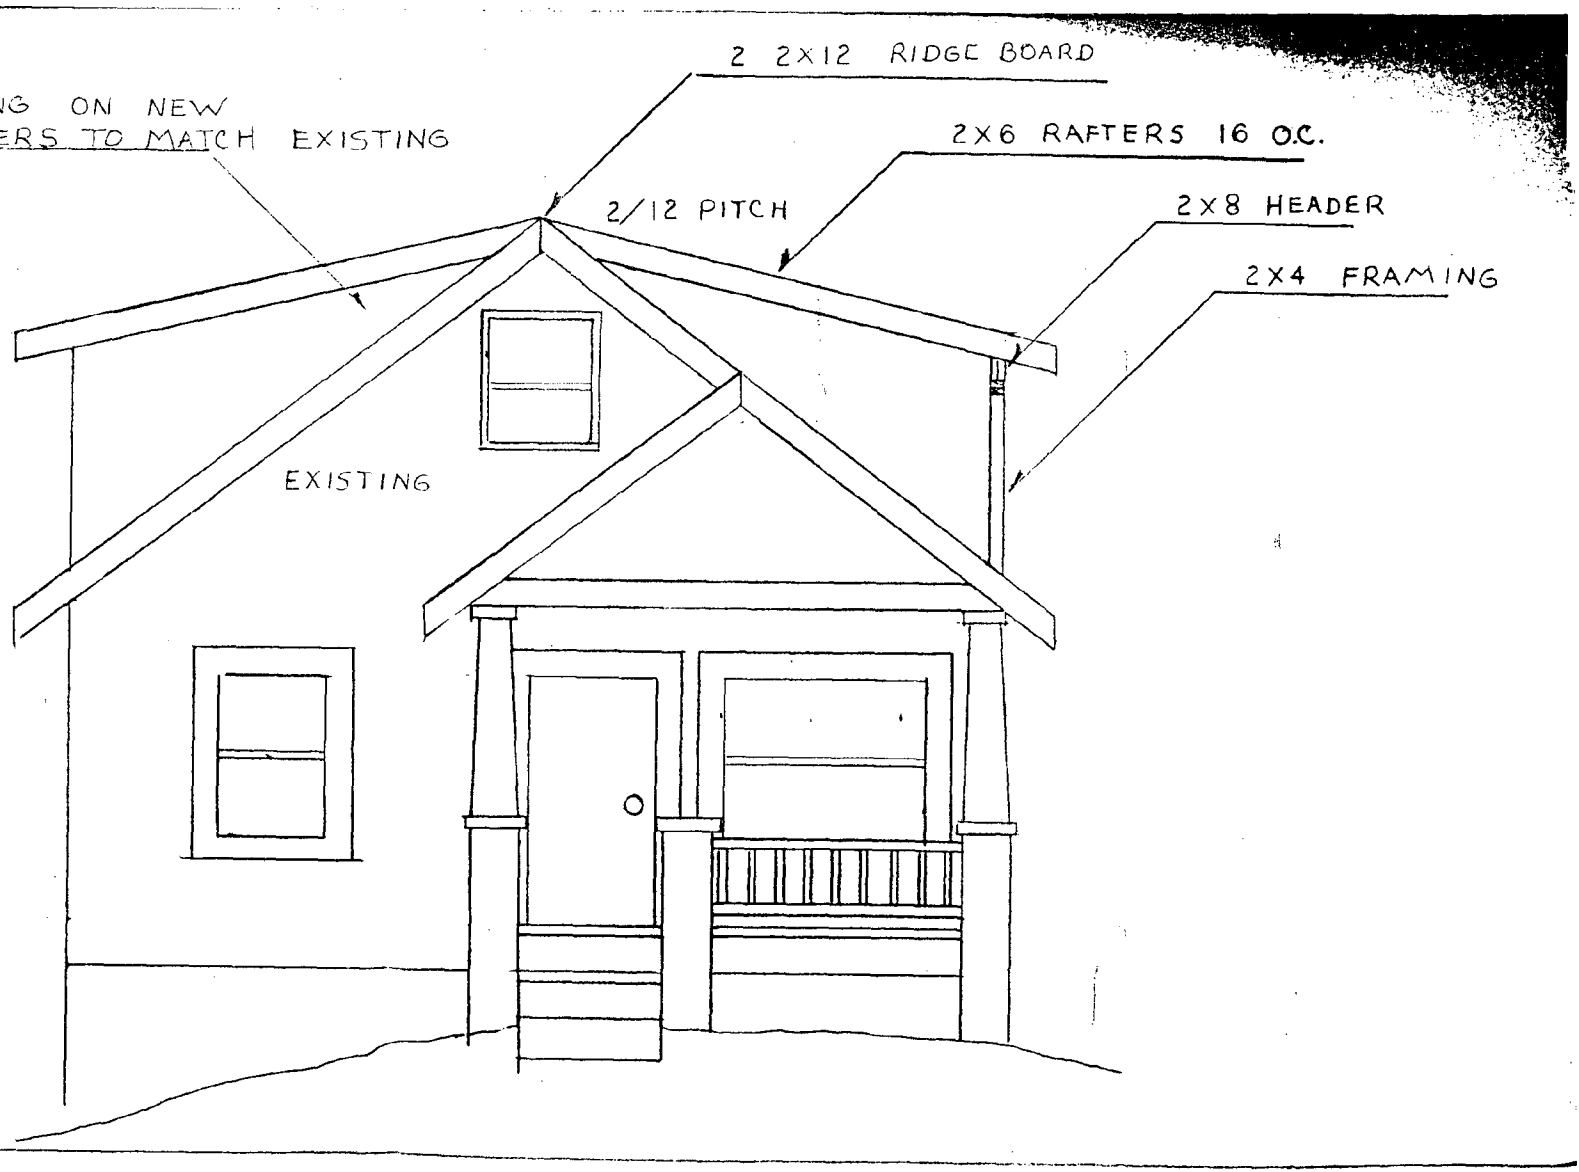 2 2X12 RIDGE BOARD
NG ON NEW
ERS TO MATCH EXISTING
2X6 RAFTERS 16 O.C.
2/12 PITCH
2X8 HEADER
2X4 FRAMING
EXISTING